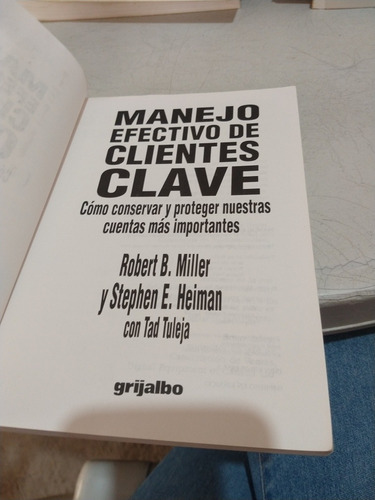 MANEJO
EFECTIVO DE
CLIENTES
CLAVE
Cómo conservar y proteger nuestras
cuentas más importantes
Robert B. Miller
y Stephen E. Heiman
con Tad Tuleja
grijalbo